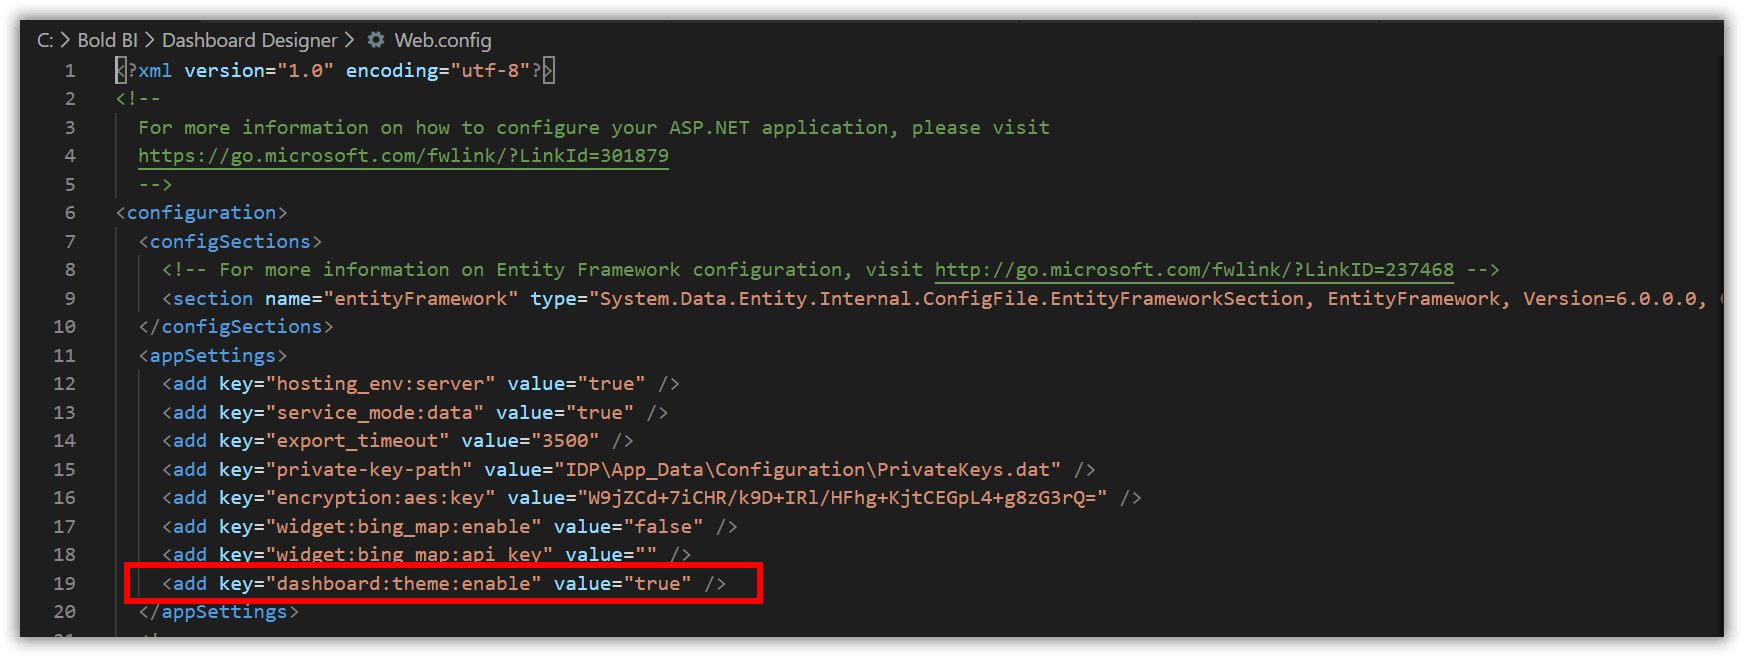 C: > Bold BI > Dashboard Designer > Web.config
1 <?xml version="1.0" encoding="utf-8"?>
2 <!--
3 For more information on how to configure your ASP.NET application, please visit
4 https://go.microsoft.com/fwlink/?LinkId=301879
5 -->
6 <configuration>
7 <configSections>
8 <!-- For more information on Entity Framework configuration, visit http://go.microsoft.com/fwlink/?LinkID=237468 -->
9 <section name="entityFramework" type="System.Data.Entity.Internal.ConfigFile.EntityFrameworkSection, EntityFramework, Version=6.0.0.0,
10 </configSections>
11 <appSettings>
12 <add key="hosting_env:server" value="true" />
13 <add key="service_mode:data" value="true" />
14 <add key="export_timeout" value="3500" />
15 <add key="private-key-path" value="IDP\App_Data\Configuration\PrivateKeys.dat" />
16 <add key="encryption:aes:key" value="W9jZCd+7iCHR/k9D+IRl/HFhg+KjtCEGpL4+g8zG3rQ=" />
17 <add key="widget:bing_map:enable" value="false" />
18 <add key="widget:bing_map:api_key" value="" />
19 <add key="dashboard:theme:enable" value="true" />
20 </appSettings>